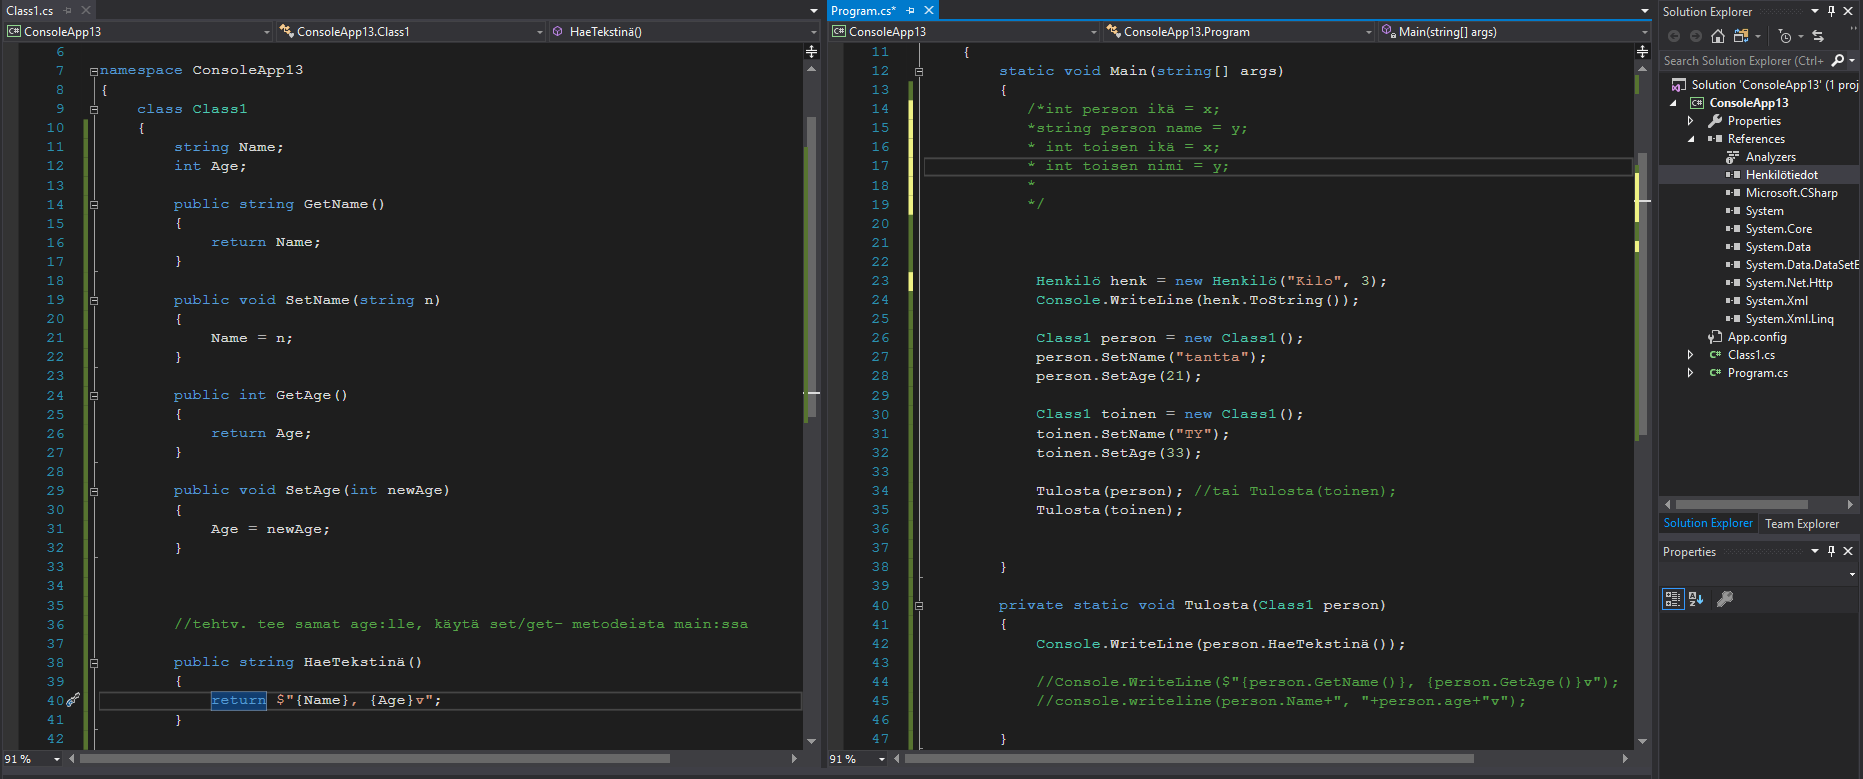 Class1.cs
ConsoleApp13
ConsoleApp13.Class1
HaeTekstinä()
6
7 namespace ConsoleApp13
8 {
9 class Class1
10 {
11 string Name;
12 int Age;
13
14 public string GetName()
15 {
16 return Name;
17 }
18
19 public void SetName(string n)
20 {
21 Name = n;
22 }
23
24 public int GetAge()
25 {
26 return Age;
27 }
28
29 public void SetAge(int newAge)
30 {
31 Age = newAge;
32 }
33
34
35
36 //tehtv. tee samat age:lle, käytä set/get- metodeista main:ssa
37
38 public string HaeTekstinä()
39 {
40 return $"{Name}, {Age}v";
41 }
42
91 %
Program.cs*
ConsoleApp13
ConsoleApp13.Program
Main(string[] args)
11 {
12 static void Main(string[] args)
13 {
14 /*int person ikä = x;
15 *string person name = y;
16 * int toisen ikä = x;
17 * int toisen nimi = y;
18 *
19 */
20
21
22
23 Henkilö henk = new Henkilö("Kilo", 3);
24 Console.WriteLine(henk.ToString());
25
26 Class1 person = new Class1();
27 person.SetName("tantta");
28 person.SetAge(21);
29
30 Class1 toinen = new Class1();
31 toinen.SetName("TY");
32 toinen.SetAge(33);
33
34 Tulosta(person); //tai Tulosta(toinen);
35 Tulosta(toinen);
36
37
38 }
39
40 private static void Tulosta(Class1 person)
41 {
42 Console.WriteLine(person.HaeTekstinä());
43
44 //Console.WriteLine($"{person.GetName()}, {person.GetAge()}v");
45 //console.writeline(person.Name+", "+person.age+"v");
46
47 }
91 %
Solution Explorer
Search Solution Explorer (Ctrl+
Solution 'ConsoleApp13' (1 proj
ConsoleApp13
Properties
References
Analyzers
Henkilötiedot
Microsoft.CSharp
System
System.Core
System.Data
System.Data.DataSetE
System.Net.Http
System.Xml
System.Xml.Linq
App.config
C# Class1.cs
C# Program.cs
Solution Explorer
Team Explorer
Properties